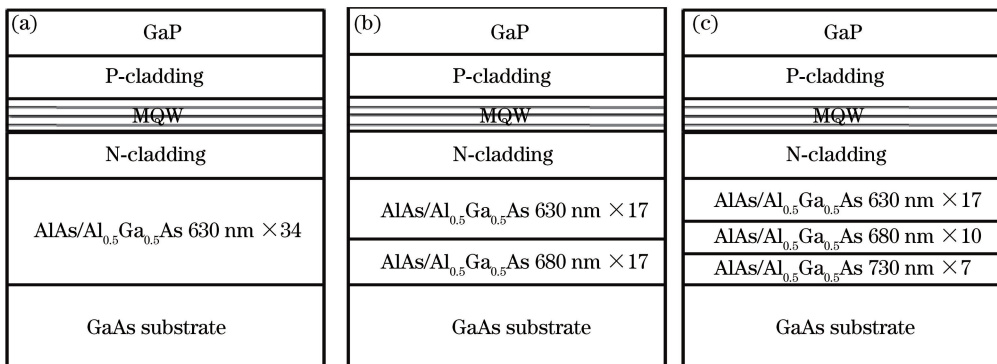 (a)
GaP
P-cladding
MQW
N-cladding
AlAs/Al₀.₅Ga₀.₅As 630 nm ×34
GaAs substrate
(b)
GaP
P-cladding
MQW
N-cladding
AlAs/Al₀.₅Ga₀.₅As 630 nm ×17
AlAs/Al₀.₅Ga₀.₅As 680 nm ×17
GaAs substrate
(c)
GaP
P-cladding
MQW
N-cladding
AlAs/Al₀.₅Ga₀.₅As 630 nm ×17
AlAs/Al₀.₅Ga₀.₅As 680 nm ×10
AlAs/Al₀.₅Ga₀.₅As 730 nm ×7
GaAs substrate